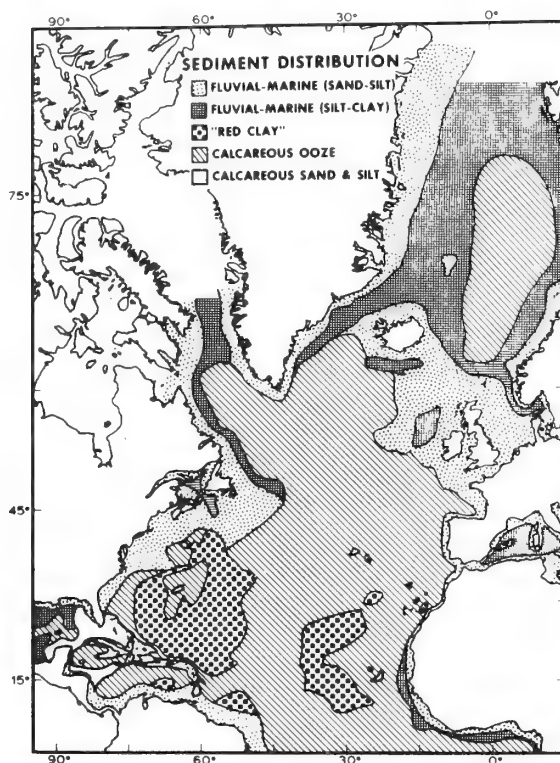 90° 60° 30° 0°
SEDIMENT DISTRIBUTION
FLUVIAL-MARINE (SAND-SILT)
FLUVIAL-MARINE (SILT-CLAY)
"RED CLAY"
CALCAREOUS OOZE
CALCAREOUS SAND & SILT
75°
45°
15°
90° 60° 30° 0°